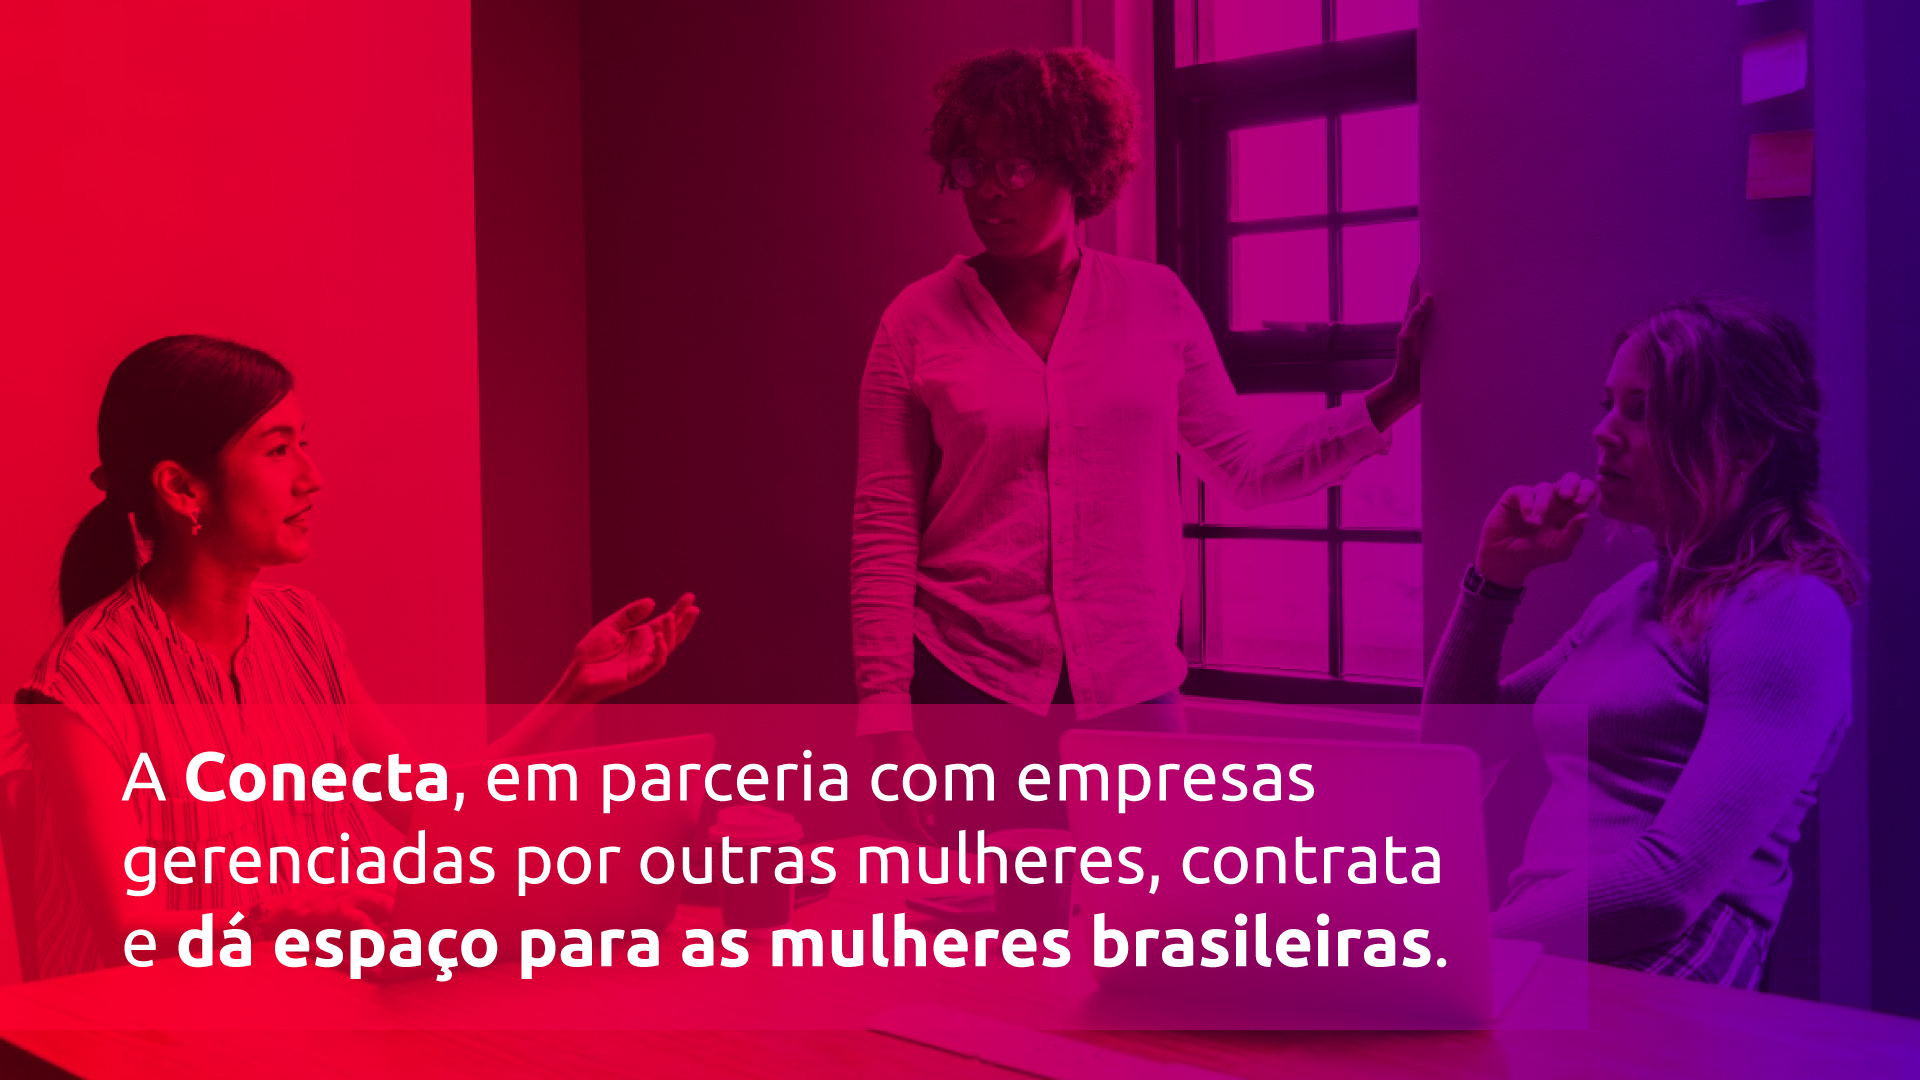 A Conecta, em parceria com empresas
gerenciadas por outras mulheres, contrata
e dá espaço para as mulheres brasileiras.